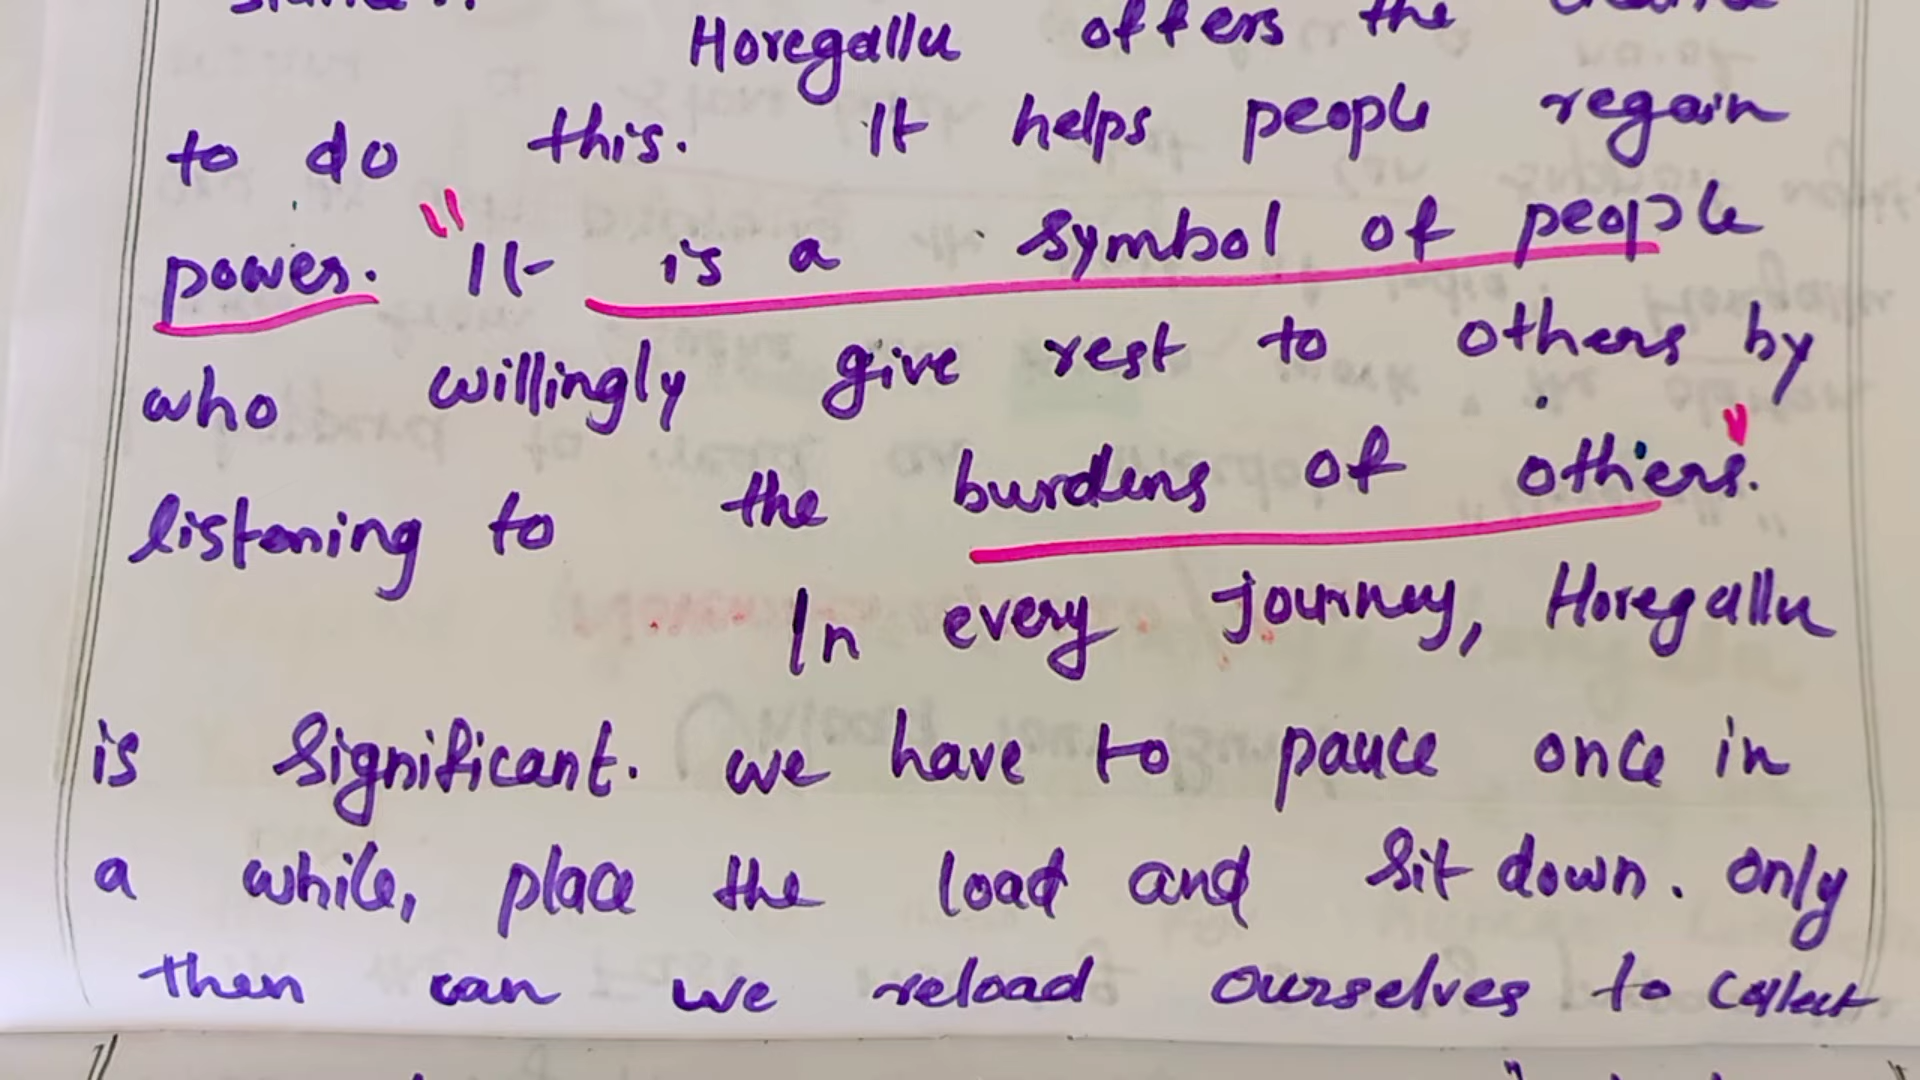 Horegallu offers the
to do this. It helps people regain
power. "It is a symbol of people
who willingly give rest to others by
listening to the burdens of others."
In every journey, Horegallu
is significant. we have to pauce once in
a while, place the load and sit down. only
then can we reload ourselves to collect